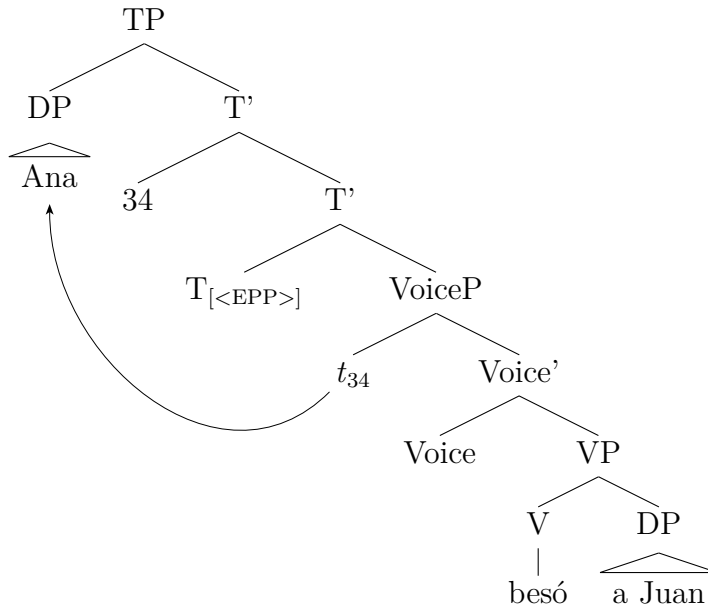 TP
DP T'
Ana 34 T'
T[<EPP>] VoiceP
t34 Voice'
Voice VP
V DP
besó a Juan